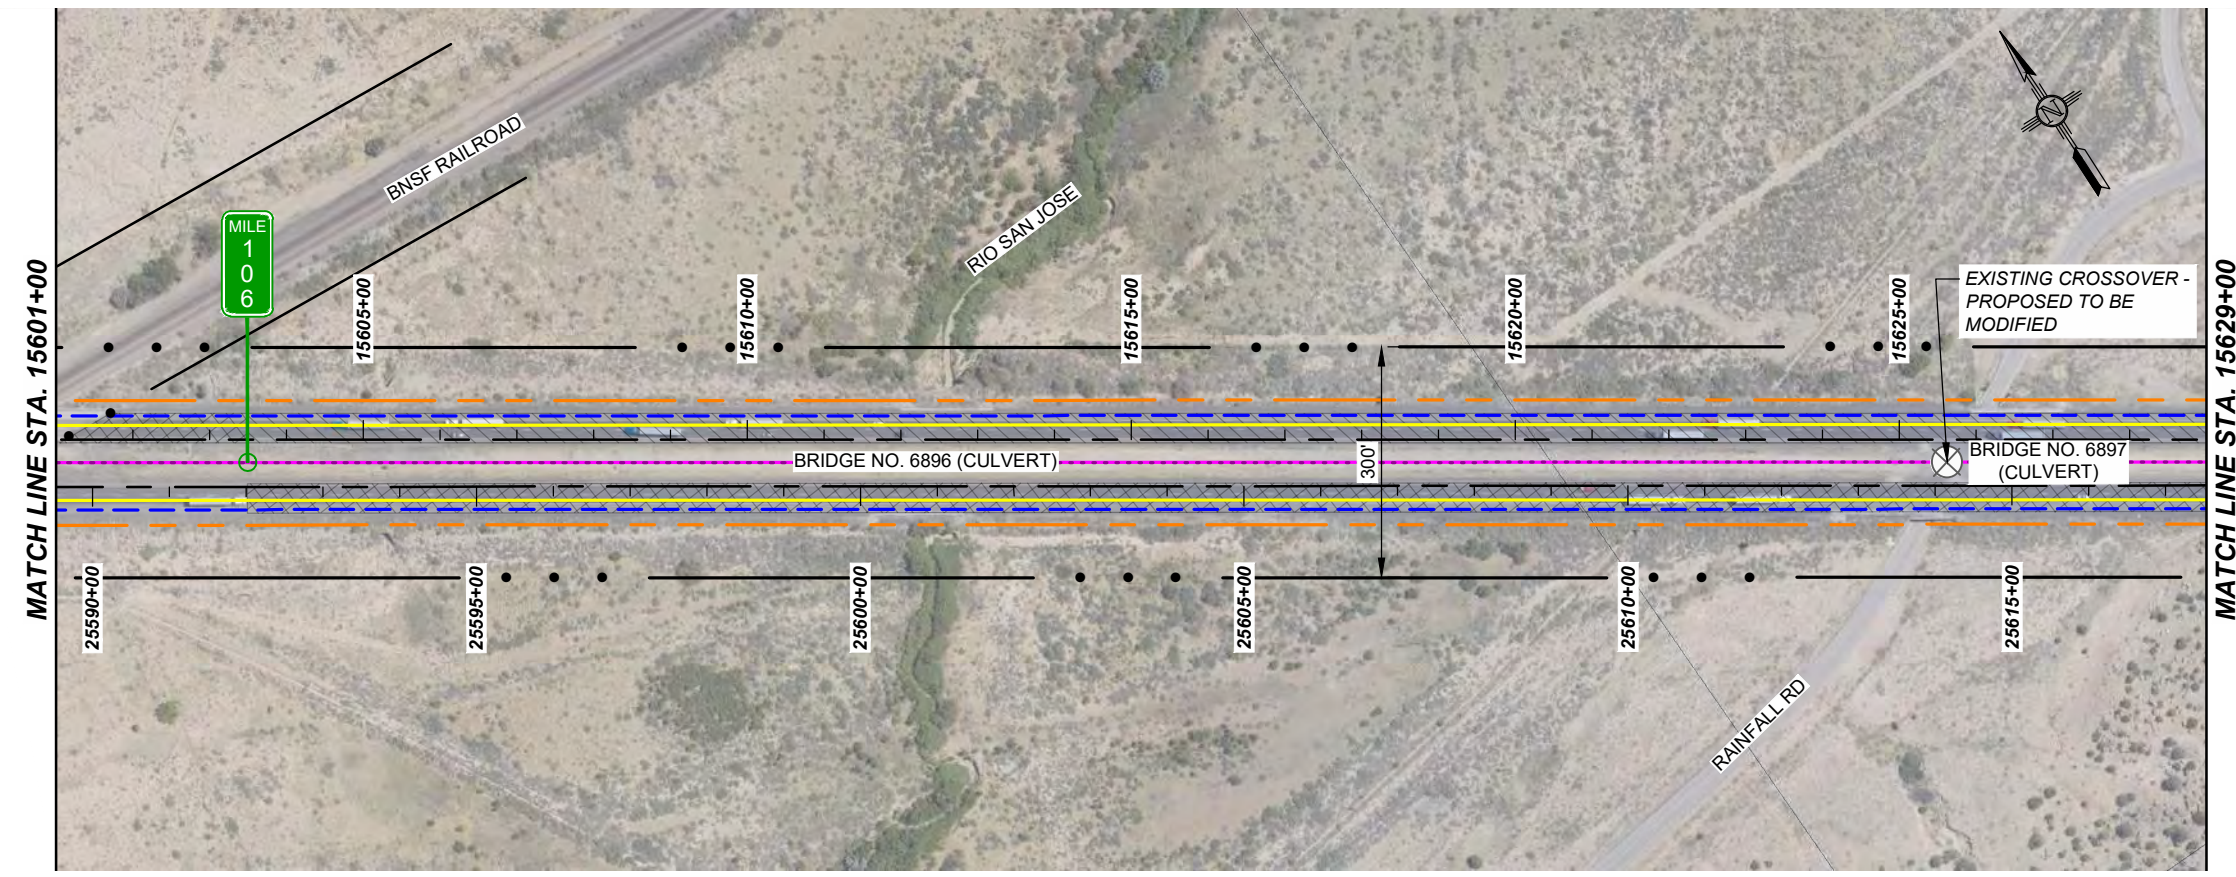 BNSF RAILROAD
N
MILE
1
0
6
RIO SAN JOSE
EXISTING CROSSOVER -
PROPOSED TO BE
MODIFIED
MATCH LINE STA. 15601+00
15605+00
15610+00
15615+00
15620+00
15625+00
MATCH LINE STA. 15629+00
BRIDGE NO. 6896 (CULVERT)
300'
BRIDGE NO. 6897
(CULVERT)
25590+00
25595+00
25600+00
25605+00
25610+00
25615+00
RAINFALL RD